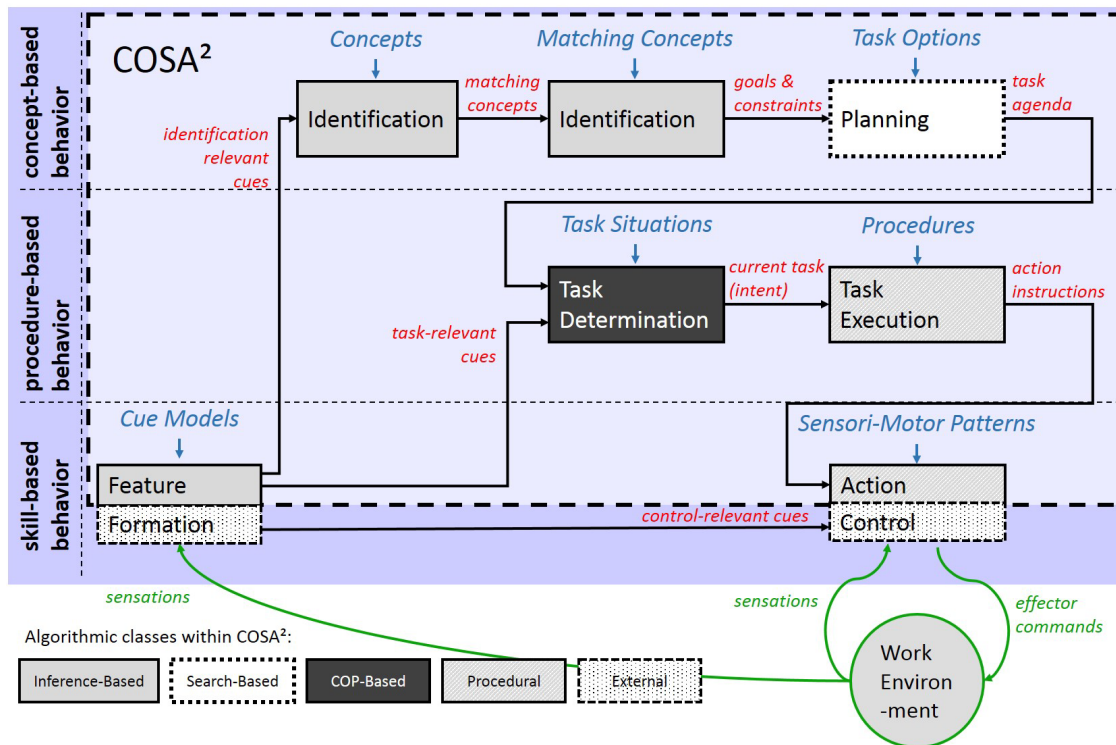 concept-based
behavior
procedure-based
behavior
skill-based
behavior
COSA²
Concepts
Matching Concepts
Task Options
Identification
matching
concepts
Identification
goals &
constraints
Planning
task
agenda
identification
relevant
cues
Task Situations
Procedures
Task
Determination
current task
(intent)
Task
Execution
action
instructions
task-relevant
cues
Cue Models
Sensori-Motor Patterns
Feature
Formation
control-relevant cues
Action
Control
sensations
sensations
effector
commands
Work
Environ
-ment
Algorithmic classes within COSA²:
Inference-Based
Search-Based
COP-Based
Procedural
External